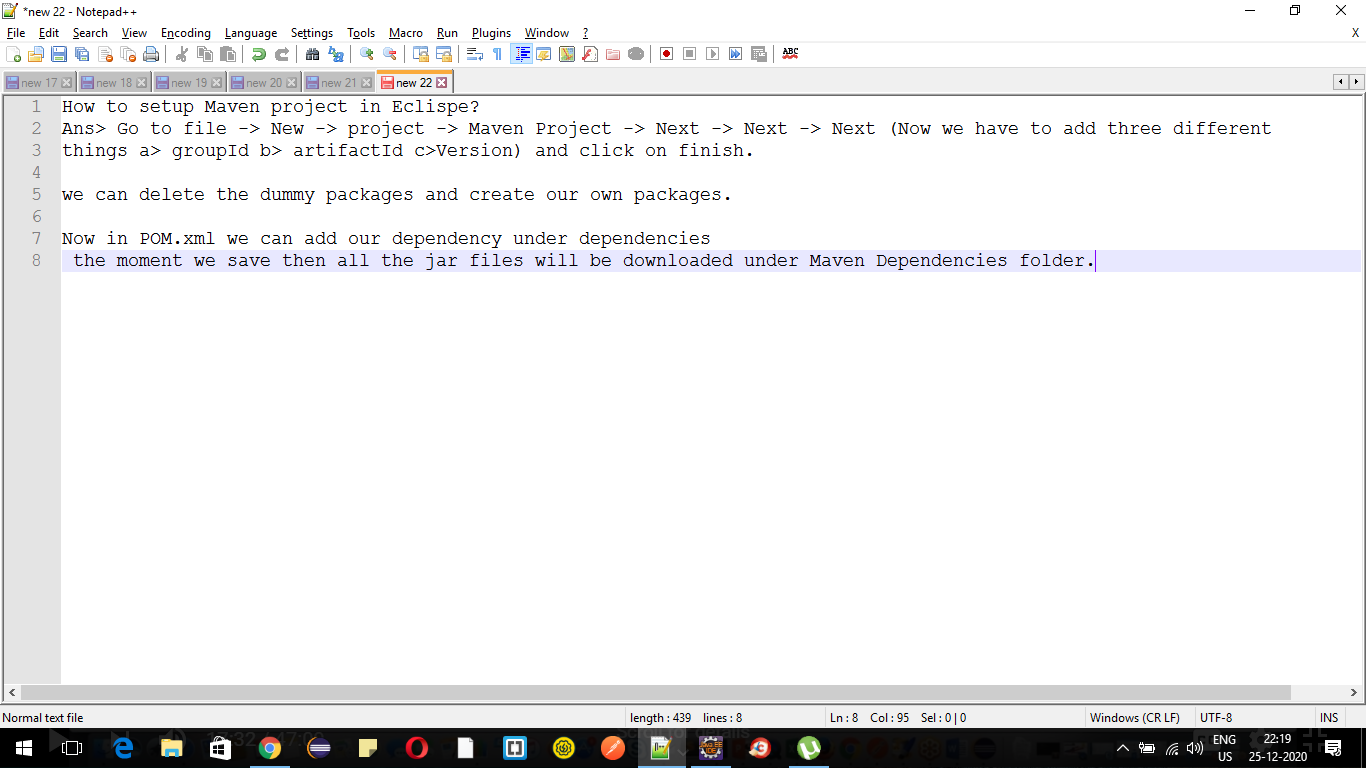 *new 22 - Notepad++
File Edit Search View Encoding Language Settings Tools Macro Run Plugins Window ? X
ABC
new 17 new 18 new 19 new 20 new 21 new 22
1 How to setup Maven project in Eclispe?
2 Ans> Go to file -> New -> project -> Maven Project -> Next -> Next -> Next (Now we have to add three different
3 things a> groupId b> artifactId c>Version) and click on finish.
4
5 we can delete the dummy packages and create our own packages.
6
7 Now in POM.xml we can add our dependency under dependencies
8 the moment we save then all the jar files will be downloaded under Maven Dependencies folder.
Normal text file length : 439 lines : 8 Ln : 8 Col : 95 Sel : 0 | 0 Windows (CR LF) UTF-8 INS
ENG 22:19
US 25-12-2020